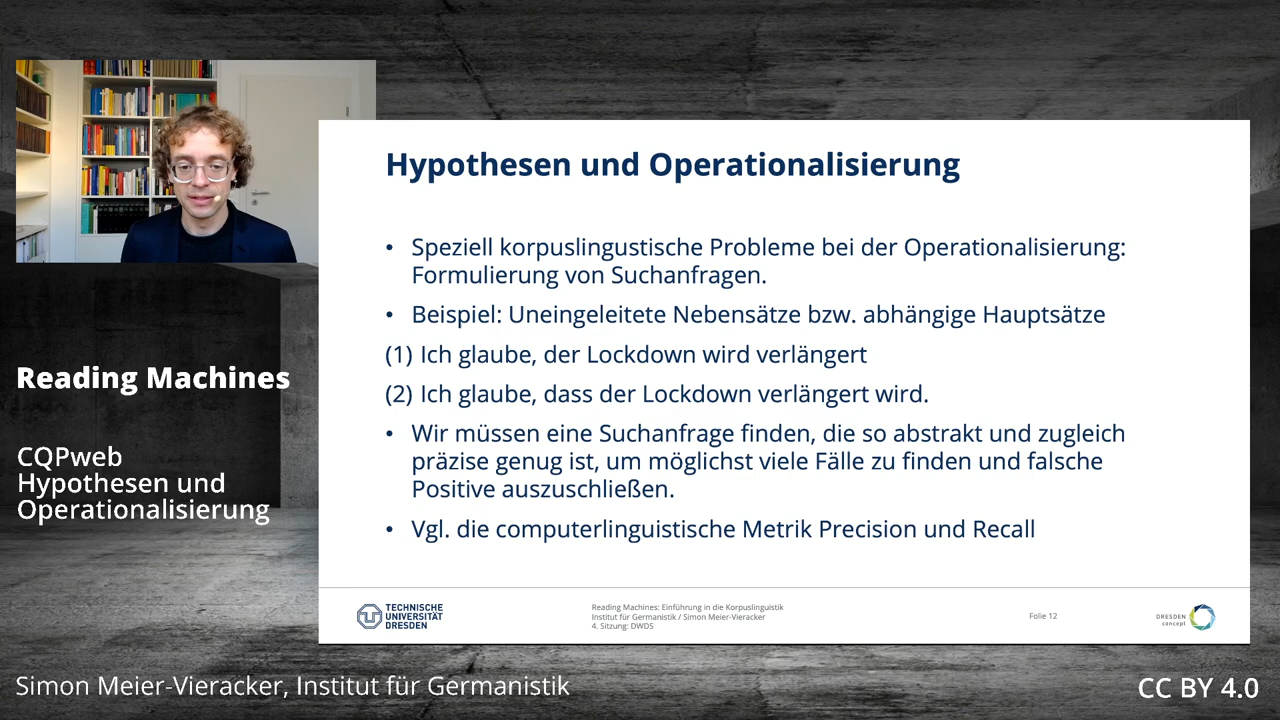 Hypothesen und Operationalisierung
• Speziell korpuslingustische Probleme bei der Operationalisierung:
Formulierung von Suchanfragen.
• Beispiel: Uneingeleitete Nebensätze bzw. abhängige Hauptsätze
(1) Ich glaube, der Lockdown wird verlängert
(2) Ich glaube, dass der Lockdown verlängert wird.
• Wir müssen eine Suchanfrage finden, die so abstrakt und zugleich
präzise genug ist, um möglichst viele Fälle zu finden und falsche
Positive auszuschließen.
• Vgl. die computerlinguistische Metrik Precision und Recall
TECHNISCHE
UNIVERSITÄT
DRESDEN
Reading Machines: Einführung in die Korpuslinguistik
Institut für Germanistik / Simon Meier-Vieracker
4. Sitzung: DWDS
Folie 12
DRESDEN
concept
Reading Machines
CQPweb
Hypothesen und
Operationalisierung
Simon Meier-Vieracker, Institut für Germanistik
CC BY 4.0